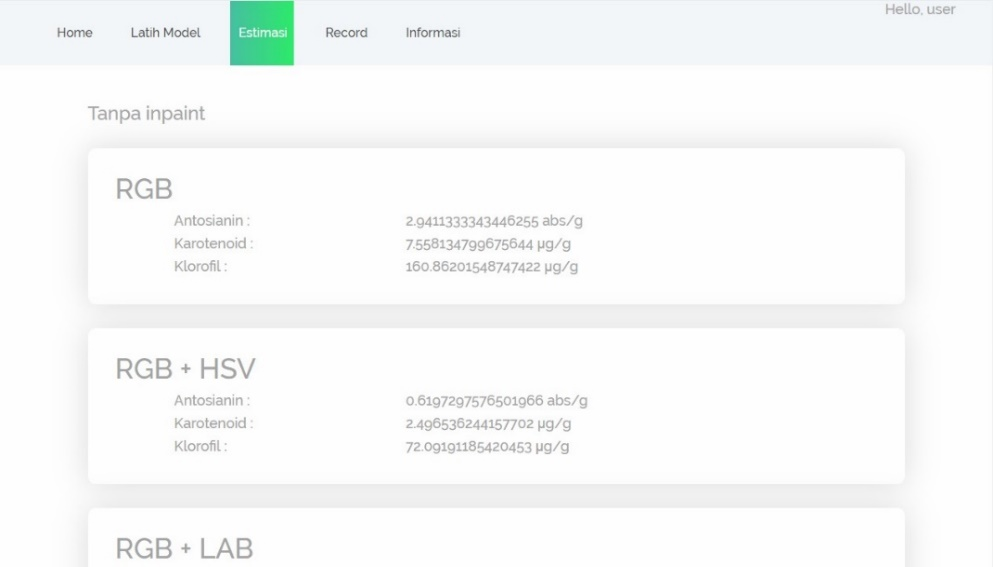 Hello, user
Home Latih Model Estimasi Record Informasi
Tanpa inpaint
RGB
Antosianin : 2.9411333343446255 abs/g
Karotenoid : 7.558134799675644 µg/g
Klorofil : 160.86201548747422 µg/g
RGB + HSV
Antosianin : 0.6197297576501966 abs/g
Karotenoid : 2.496536244157702 µg/g
Klorofil : 72.09191185420453 µg/g
RGB + LAB